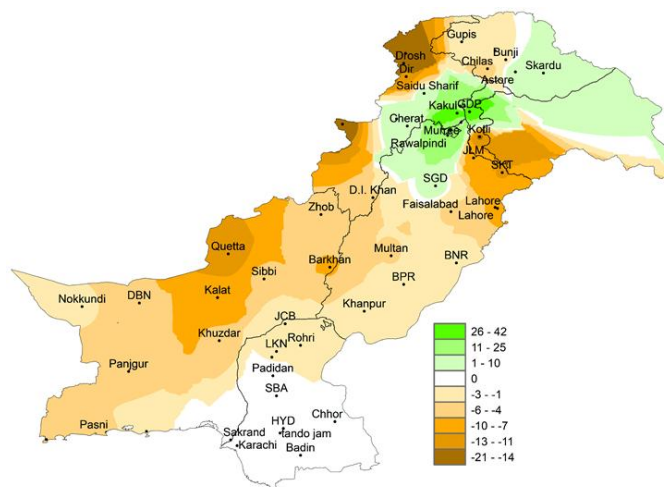 Gupis
Bunji
Drosh
Chilas
Skardu
Dir
Astore
Saidu Sharif
Kakul
GDP
Cherat
Murree
Kotli
Rawalpindi
JLM
SKT
SGD
D.I. Khan
Zhob
Faisalabad
Lahore
Lahore
Quetta
Multan
Barkhan
BNR
Sibbi
BPR
Nokkundi
DBN
Kalat
Khanpur
JCB
Khuzdar
LKN
Rohri
Panjgur
Padidan
SBA
Pasni
HYD
Chhor
Sakrand
tando jam
Karachi
Badin
26 - 42
11 - 25
1 - 10
0
-3 - -1
-6 - -4
-10 - -7
-13 - -11
-21 - -14